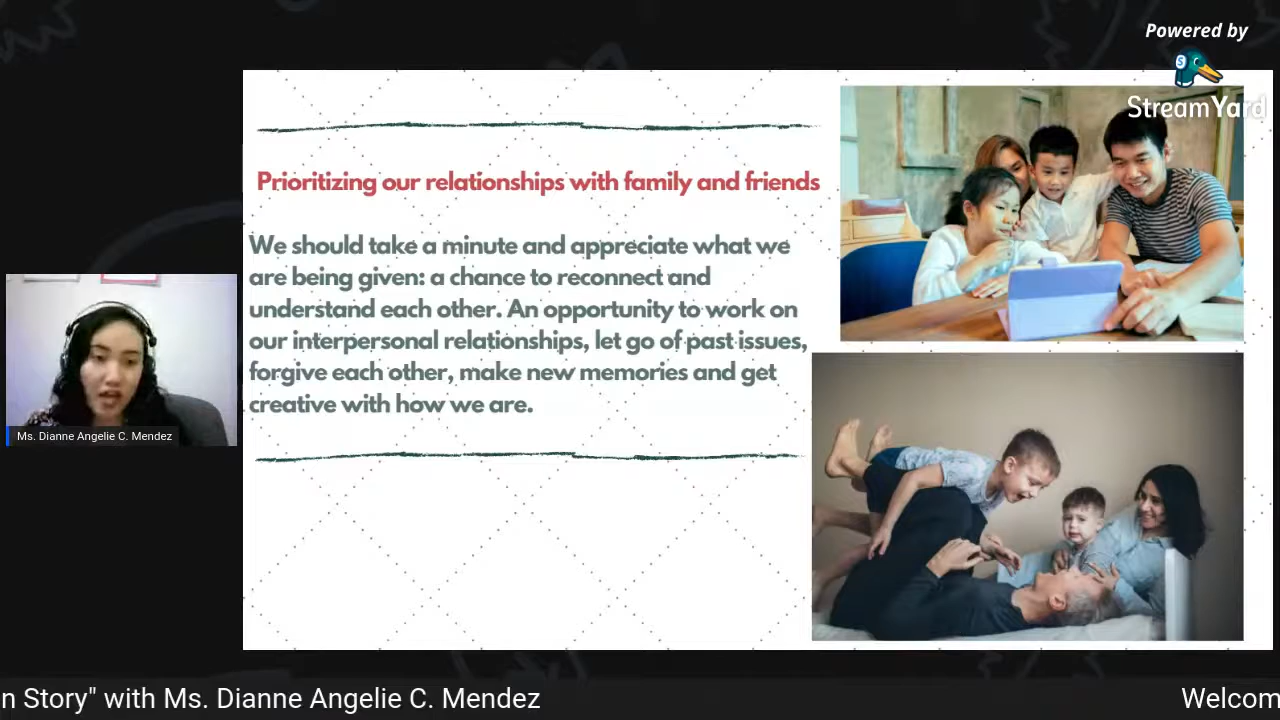 Powered by
StreamYard
Prioritizing our relationships with family and friends
We should take a minute and appreciate what we
are being given: a chance to reconnect and
understand each other. An opportunity to work on
our interpersonal relationships, let go of past issues,
forgive each other, make new memories and get
creative with how we are.
Ms. Dianne Angelie C. Mendez
n Story" with Ms. Dianne Angelie C. Mendez
Welcom